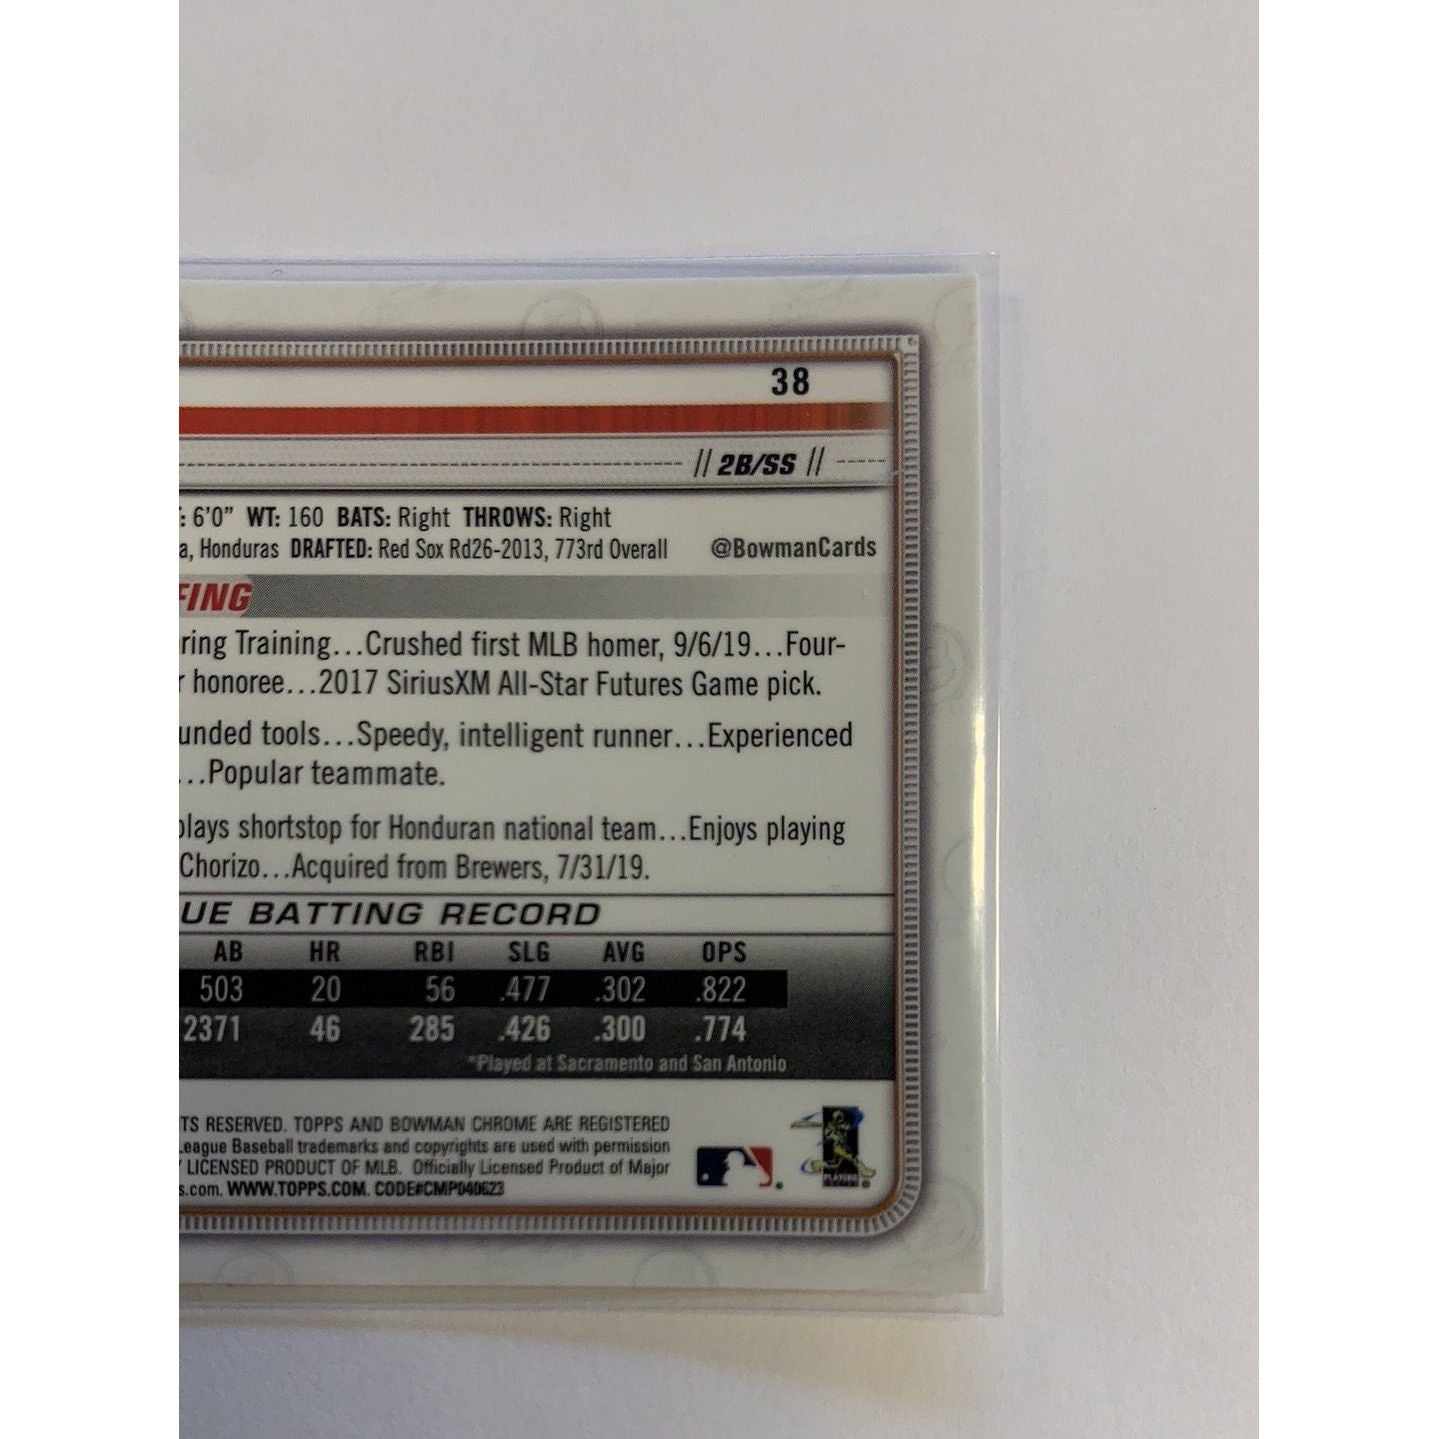 38
// 2B/SS //
: 6'0" WT: 160 BATS: Right THROWS: Right
a, Honduras DRAFTED: Red Sox Rd26-2013, 773rd Overall
@BowmanCards
FING
ring Training...Crushed first MLB homer, 9/6/19...Four-
r honoree...2017 SiriusXM All-Star Futures Game pick.
unded tools...Speedy, intelligent runner...Experienced
...Popular teammate.
plays shortstop for Honduran national team...Enjoys playing
Chorizo...Acquired from Brewers, 7/31/19.
UE BATTING RECORD
AB HR RBI SLG AVG OPS
503 20 56 .477 .302 .822
2371 46 285 .426 .300 .774
*Played at Sacramento and San Antonio
TS RESERVED. TOPPS AND BOWMAN CHROME ARE REGISTERED
League Baseball trademarks and copyrights are used with permission
Y LICENSED PRODUCT OF MLB. Officially Licensed Product of Major
s.com. WWW.TOPPS.COM. CODE#CMP040623